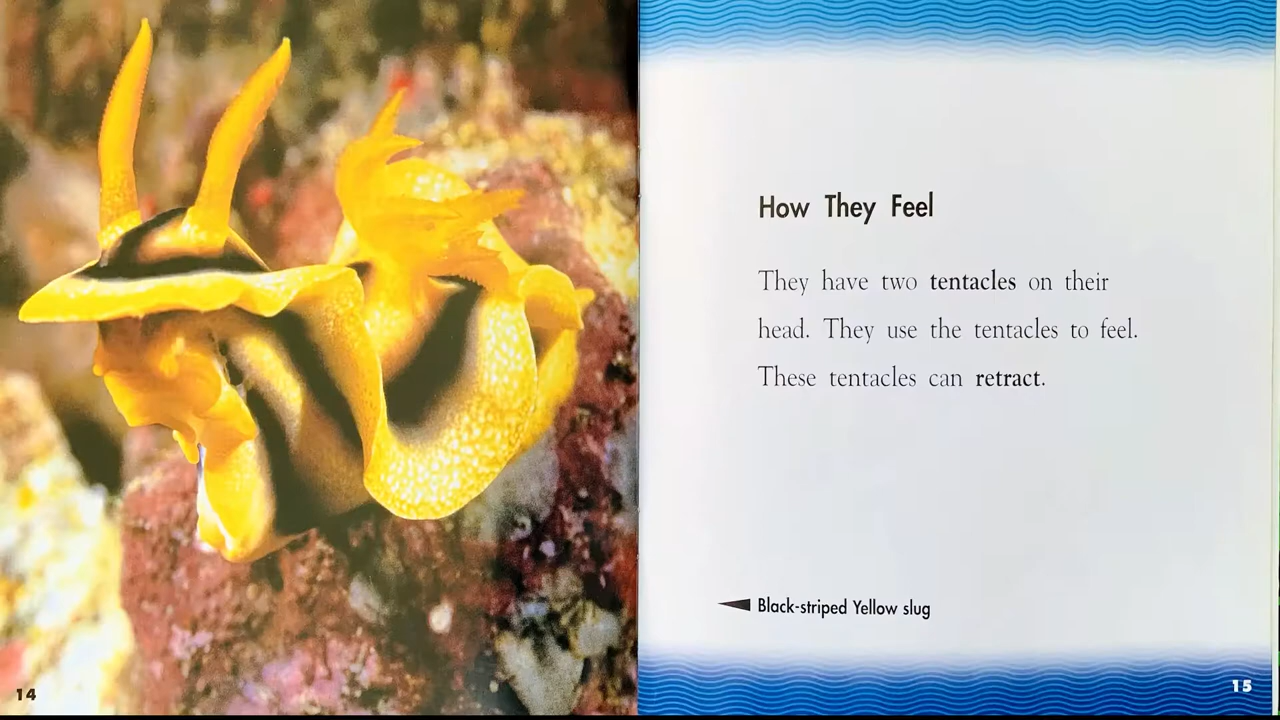 How They Feel
They have two tentacles on their
head. They use the tentacles to feel.
These tentacles can retract.
Black-striped Yellow slug
14
15